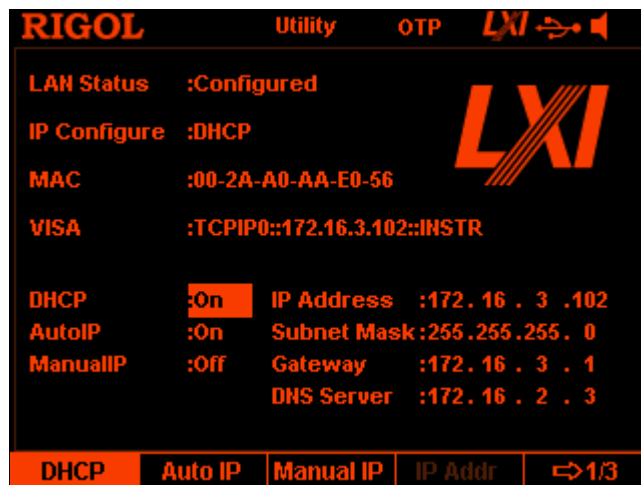 RIGOL Utility OTP LXI
LAN Status :Configured
LXI
IP Configure :DHCP
MAC :00-2A-A0-AA-E0-56
VISA :TCPIP0::172.16.3.102::INSTR
DHCP :On IP Address :172. 16 . 3 .102
AutoIP :On Subnet Mask:255.255.255. 0
ManualIP :Off Gateway :172. 16 . 3 . 1
DNS Server :172. 16 . 2 . 3
DHCP Auto IP Manual IP IP Addr ⇨1/3